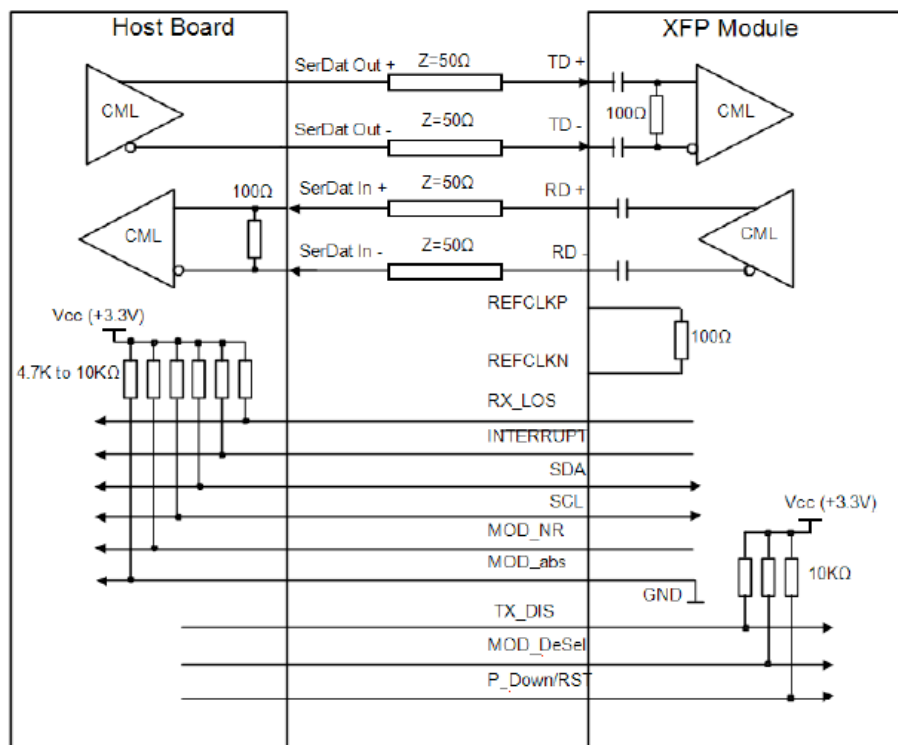 Host Board
XFP Module
SerDat Out +
Z=50Ω
TD +
CML
100Ω
CML
SerDat Out -
Z=50Ω
TD -
SerDat In +
Z=50Ω
RD +
100Ω
CML
CML
SerDat In -
Z=50Ω
RD -
REFCLKP
Vcc (+3.3V)
100Ω
4.7K to 10KΩ
REFCLKN
RX_LOS
INTERRUPT
SDA
SCL
Vcc (+3.3V)
MOD_NR
MOD_abs
10KΩ
GND
TX_DIS
MOD_DeSel
P_Down/RST